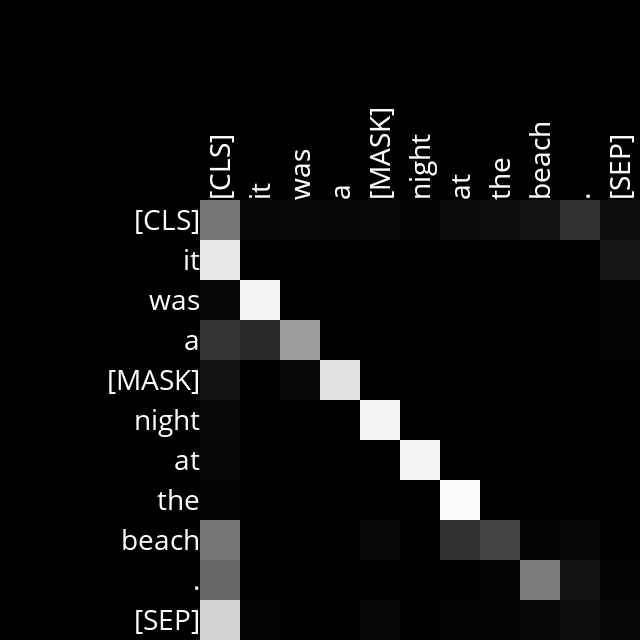 [CLS] it was a [MASK] night at the beach . [SEP]
[CLS]
it
was
a
[MASK]
night
at
the
beach
.
[SEP]